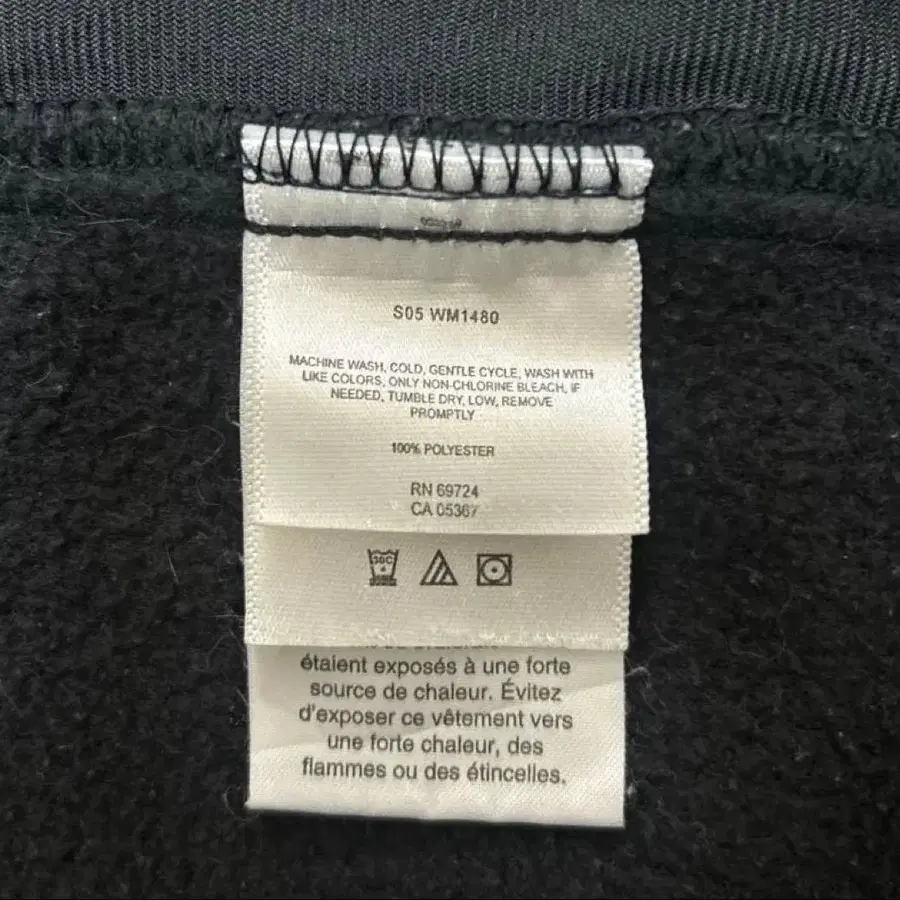 S05 WM1480
MACHINE WASH, COLD, GENTLE CYCLE, WASH WITH
LIKE COLORS, ONLY NON-CHLORINE BLEACH, IF
NEEDED, TUMBLE DRY, LOW, REMOVE
PROMPTLY
100% POLYESTER
RN 69724
CA 05367
30C
étaient exposés à une forte
source de chaleur. Évitez
d'exposer ce vêtement vers
une forte chaleur, des
flammes ou des étincelles.